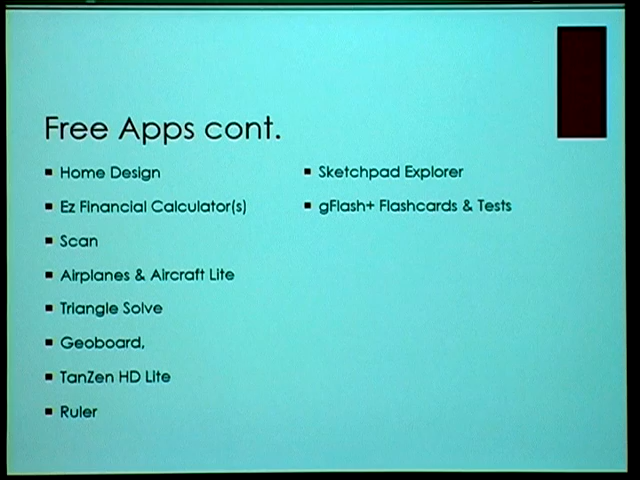 Free Apps cont.
Home Design
Ez Financial Calculator(s)
Scan
Airplanes & Aircraft Lite
Triangle Solve
Geoboard,
TanZen HD Lite
Ruler
Sketchpad Explorer
gFlash+ Flashcards & Tests